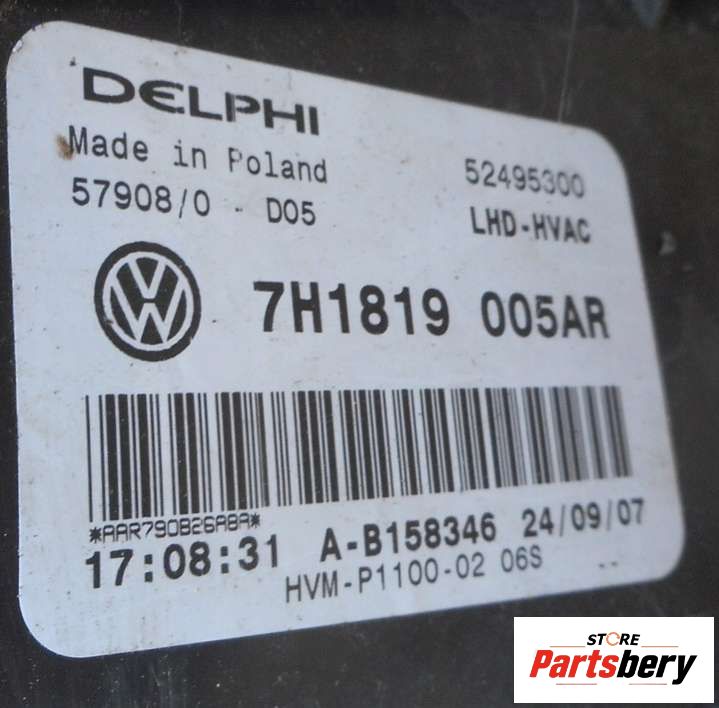 DELPHI
Made in Poland
52495300
57908/0 - D05
LHD-HVAC
7H1819 005AR
*AAR790B26A8A*
17:08:31 A-B158346 24/09/07
HVM-P1100-02 06S --
STORE
Partsbery